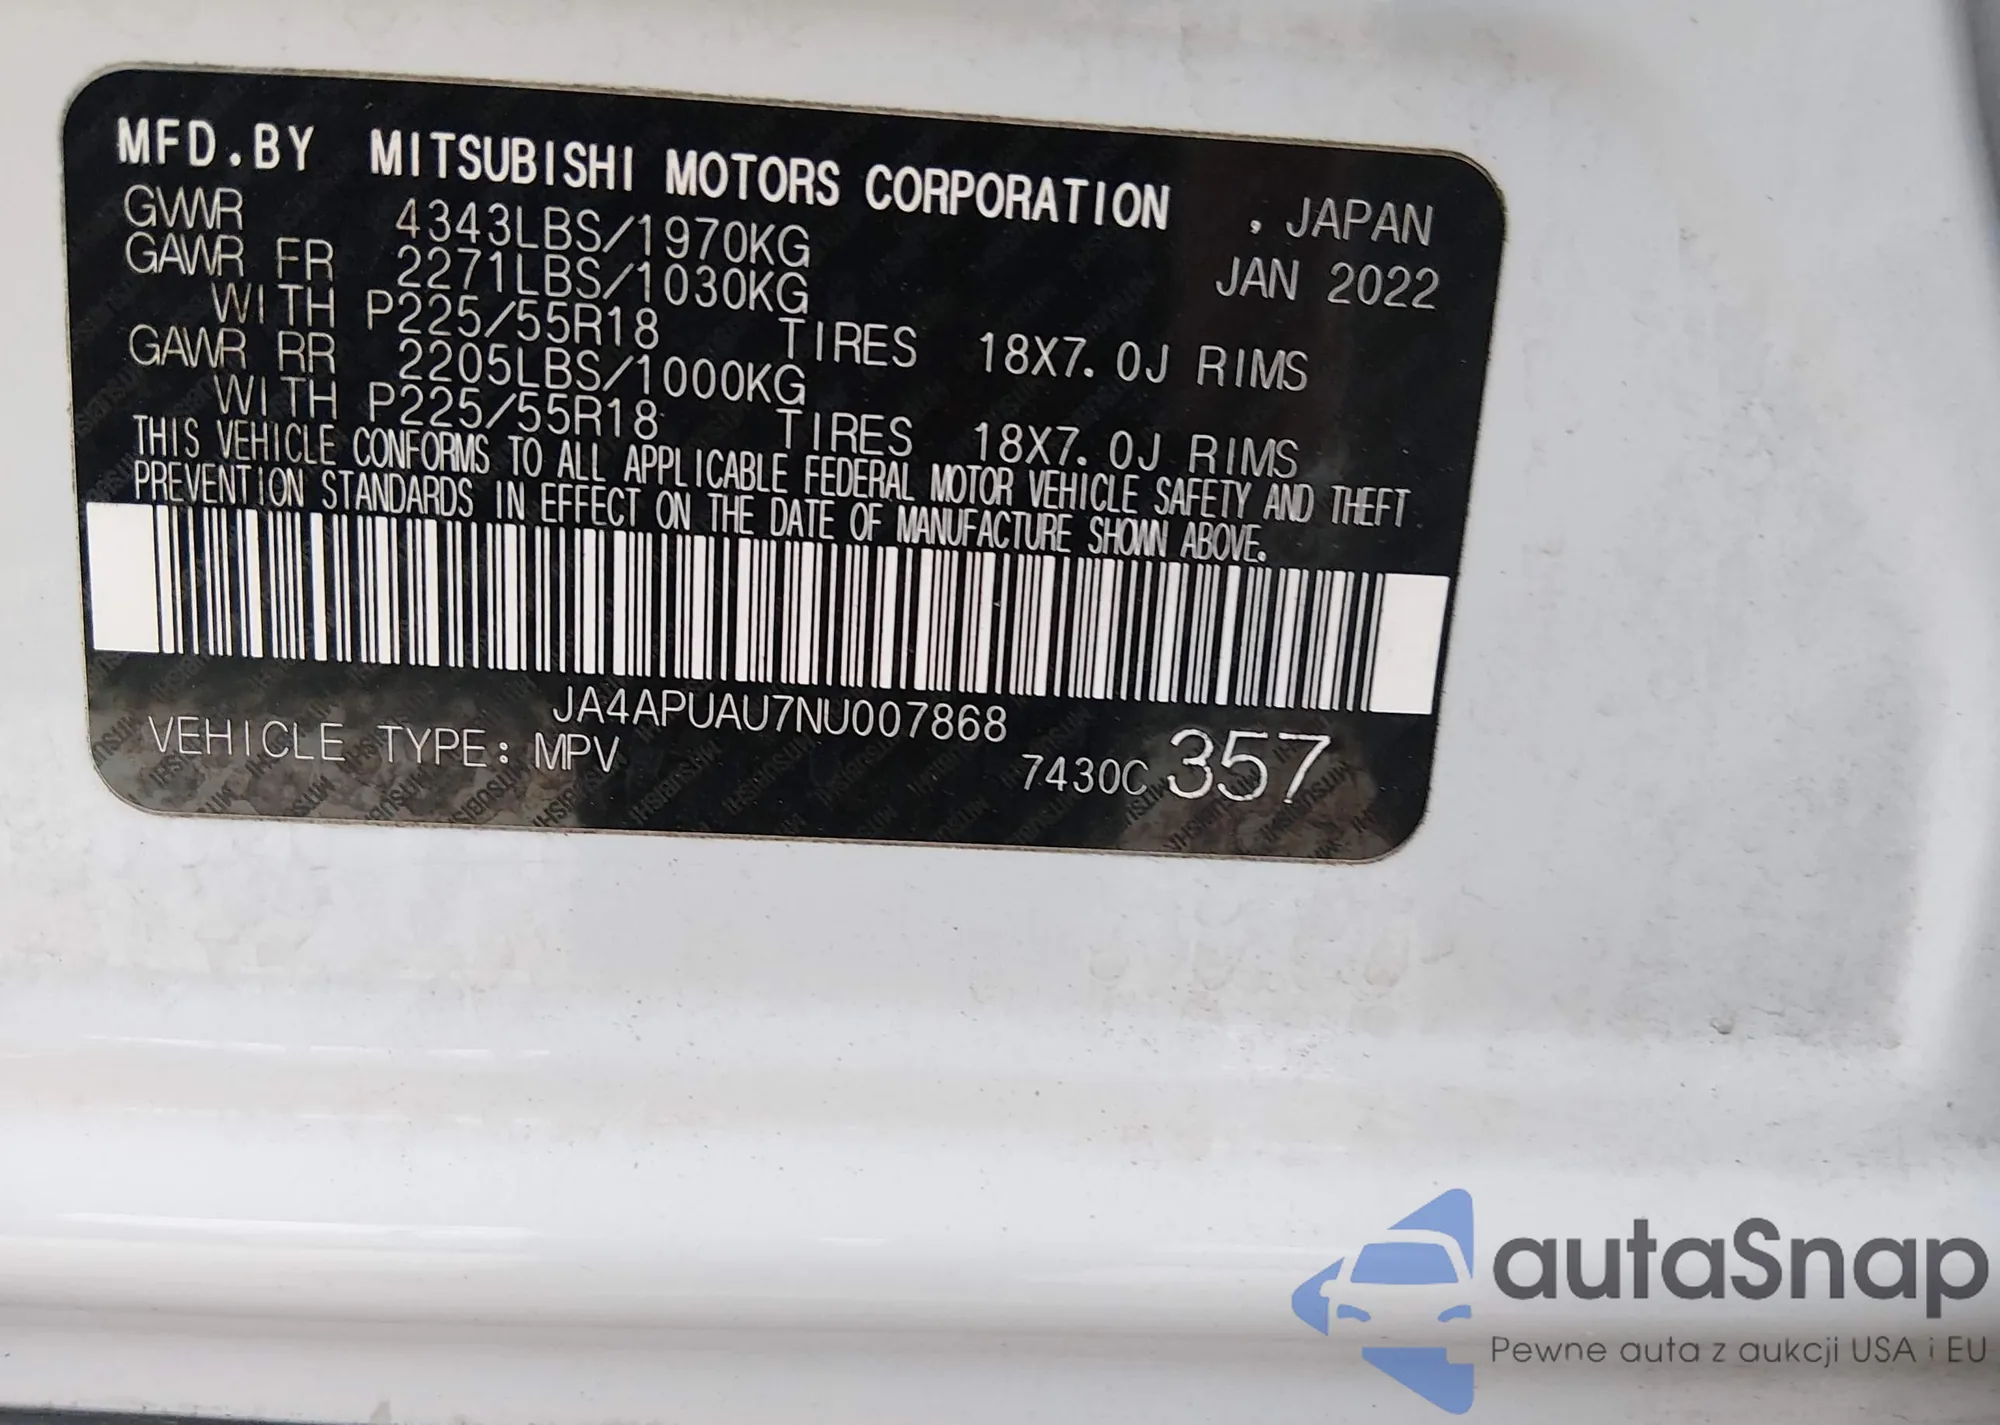 MFD.BY MITSUBISHI MOTORS CORPORATION , JAPAN
GVWR 4343LBS/1970KG JAN 2022
GAWR FR 2271LBS/1030KG
WITH P225/55R18 TIRES 18X7.0J RIMS
GAWR RR 2205LBS/1000KG
WITH P225/55R18 TIRES 18X7.0J RIMS
THIS VEHICLE CONFORMS TO ALL APPLICABLE FEDERAL MOTOR VEHICLE SAFETY AND THEFT
PREVENTION STANDARDS IN EFFECT ON THE DATE OF MANUFACTURE SHOWN ABOVE.
JA4APUAU7NU007868
VEHICLE TYPE: MPV 7430C 357
autaSnap
Pewne auta z aukcji USA i EU